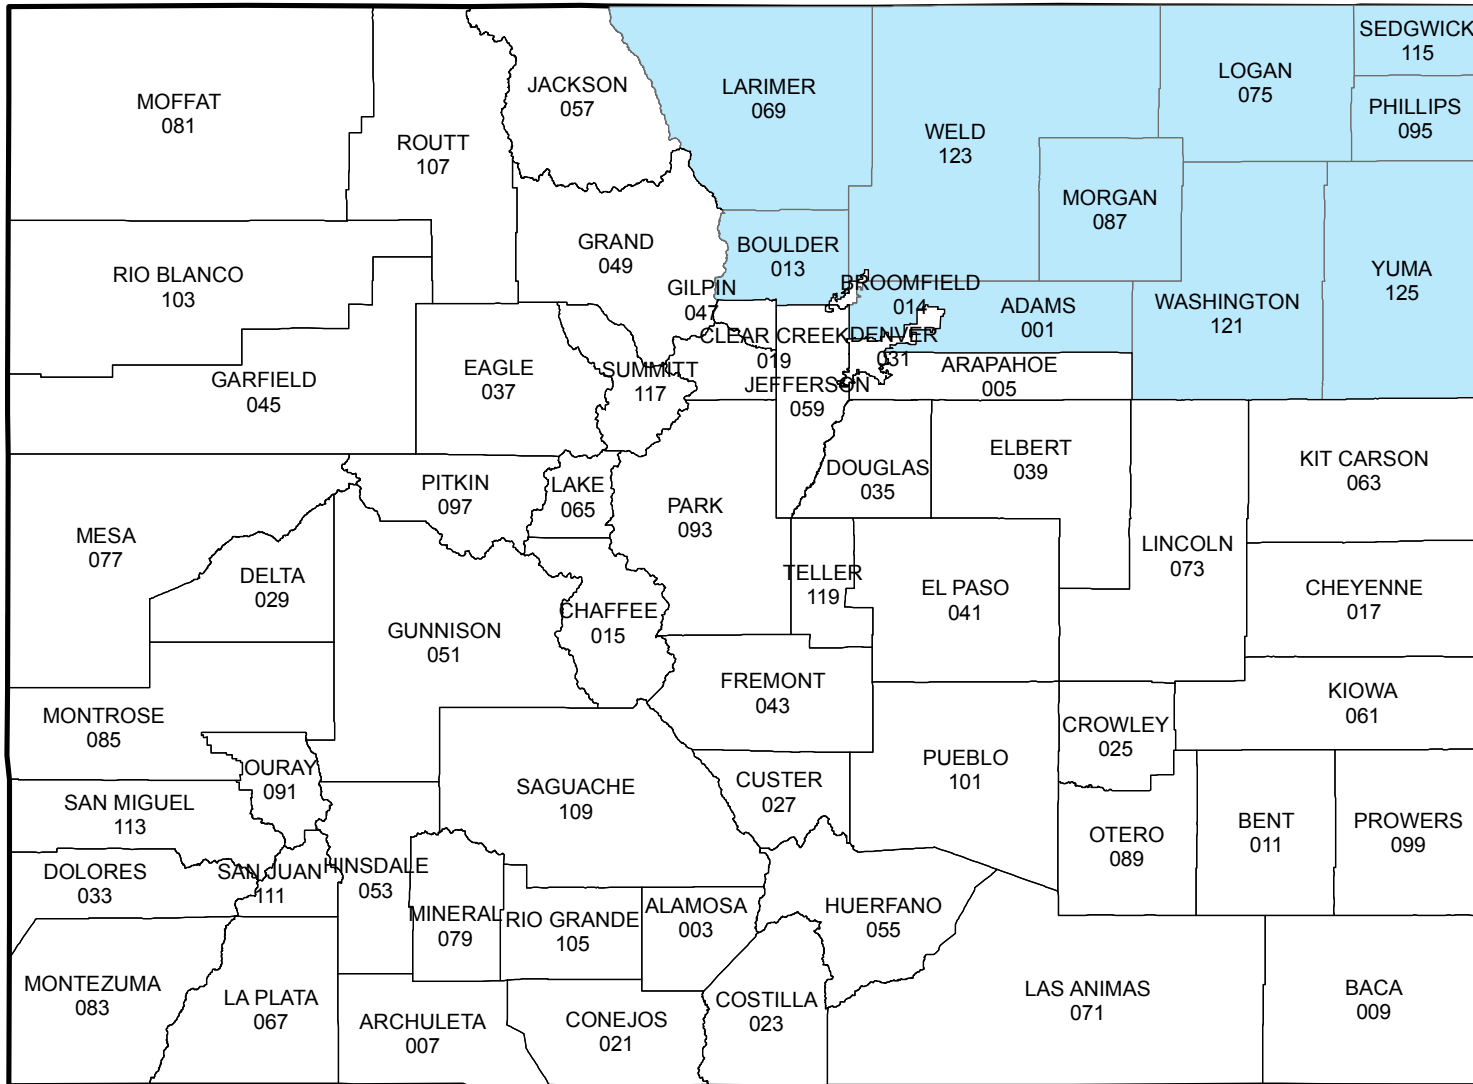 MOFFAT
081
ROUTT
107
JACKSON
057
LARIMER
069
WELD
123
LOGAN
075
SEDGWICK
115
PHILLIPS
095
MORGAN
087
RIO BLANCO
103
GRAND
049
BOULDER
013
GILPIN
047
BROOMFIELD
014
ADAMS
001
WASHINGTON
121
YUMA
125
CLEAR CREEK
019
DENVER
031
GARFIELD
045
EAGLE
037
SUMMITT
117
JEFFERSON
059
ARAPAHOE
005
MESA
077
PITKIN
097
LAKE
065
PARK
093
DOUGLAS
035
ELBERT
039
LINCOLN
073
KIT CARSON
063
DELTA
029
GUNNISON
051
CHAFFEE
015
TELLER
119
EL PASO
041
CHEYENNE
017
MONTROSE
085
FREMONT
043
KIOWA
061
OURAY
091
SAGUACHE
109
CUSTER
027
PUEBLO
101
CROWLEY
025
SAN MIGUEL
113
OTERO
089
BENT
011
PROWERS
099
DOLORES
033
SAN JUAN
111
HINSDALE
053
MINERAL
079
RIO GRANDE
105
ALAMOSA
003
HUERFANO
055
MONTEZUMA
083
LA PLATA
067
ARCHULETA
007
CONEJOS
021
COSTILLA
023
LAS ANIMAS
071
BACA
009